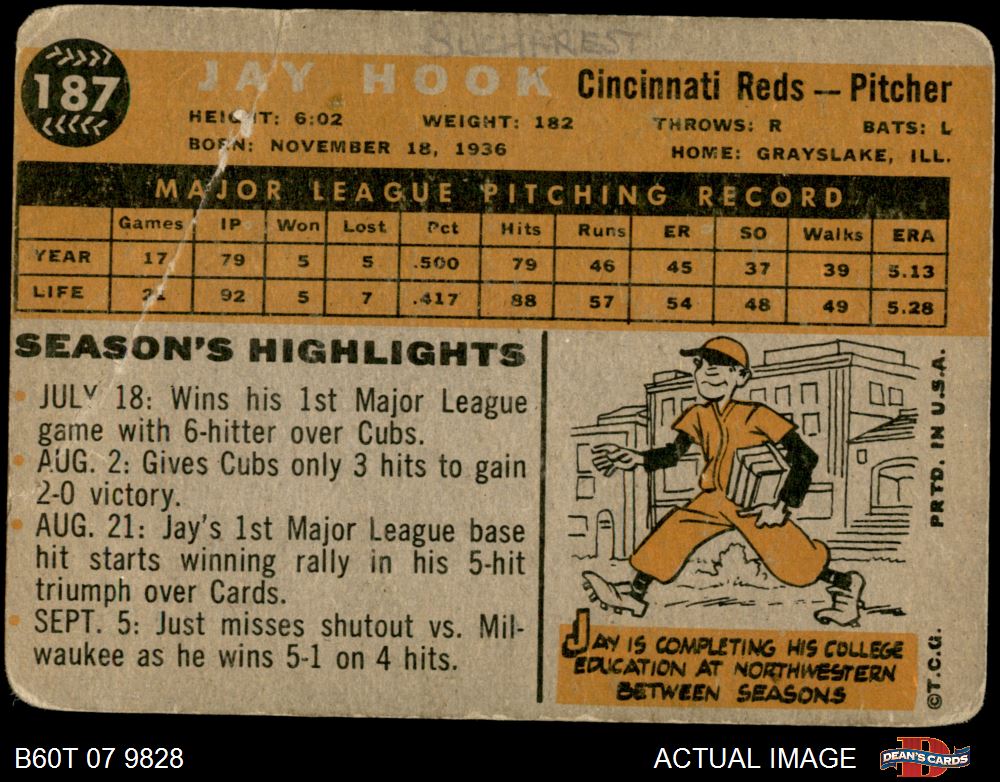 BUCHAREST
187
JAY HOOK Cincinnati Reds — Pitcher
HEIGHT: 6:02 WEIGHT: 182 THROWS: R BATS: L
BORN: NOVEMBER 18, 1936 HOME: GRAYSLAKE, ILL.
MAJOR LEAGUE PITCHING RECORD
Games IP Won Lost Pct Hits Runs ER SO Walks ERA
YEAR 17 79 5 5 .500 79 46 45 37 39 5.13
LIFE 21 92 5 7 .417 88 57 54 48 49 5.28
SEASON'S HIGHLIGHTS
• JULY 18: Wins his 1st Major League
game with 6-hitter over Cubs.
• AUG. 2: Gives Cubs only 3 hits to gain
2-0 victory.
• AUG. 21: Jay's 1st Major League base
hit starts winning rally in his 5-hit
triumph over Cards.
• SEPT. 5: Just misses shutout vs. Mil-
waukee as he wins 5-1 on 4 hits.
JAY IS COMPLETING HIS COLLEGE
EDUCATION AT NORTHWESTERN
BETWEEN SEASONS
©T.C.G. PRTD. IN U.S.A.
B60T 07 9828 ACTUAL IMAGE DEAN'S CARDS